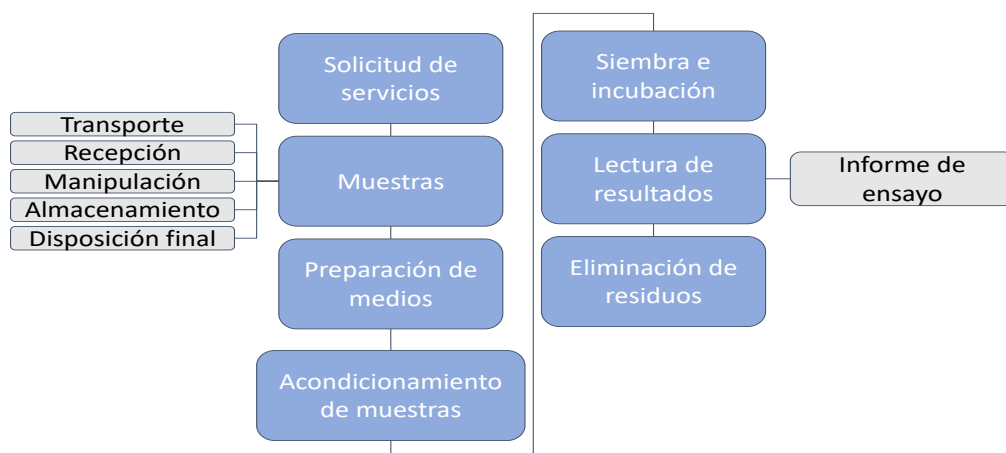 Solicitud de
servicios
Transporte
Recepción
Manipulación
Almacenamiento
Disposición final
Muestras
Preparación de
medios
Acondicionamiento
de muestras
Siembra e
incubación
Lectura de
resultados
Informe de
ensayo
Eliminación de
residuos